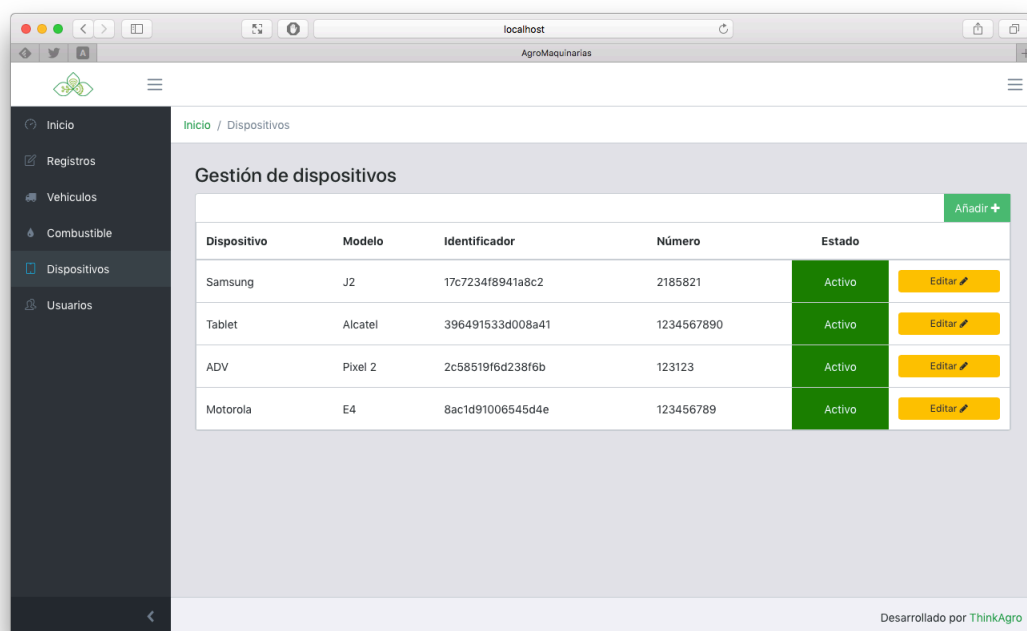 localhost
A
AgroMaquinarias
Inicio
Registros
Vehiculos
Combustible
Dispositivos
Usuarios
Inicio / Dispositivos
Gestión de dispositivos
Añadir
Dispositivo Modelo Identificador Número Estado
Samsung J2 17c7234f8941a8c2 2185821 Activo Editar
Tablet Alcatel 396491533d008a41 1234567890 Activo Editar
ADV Pixel 2 2c58519f6d238f6b 123123 Activo Editar
Motorola E4 8ac1d91006545d4e 123456789 Activo Editar
Desarrollado por ThinkAgro